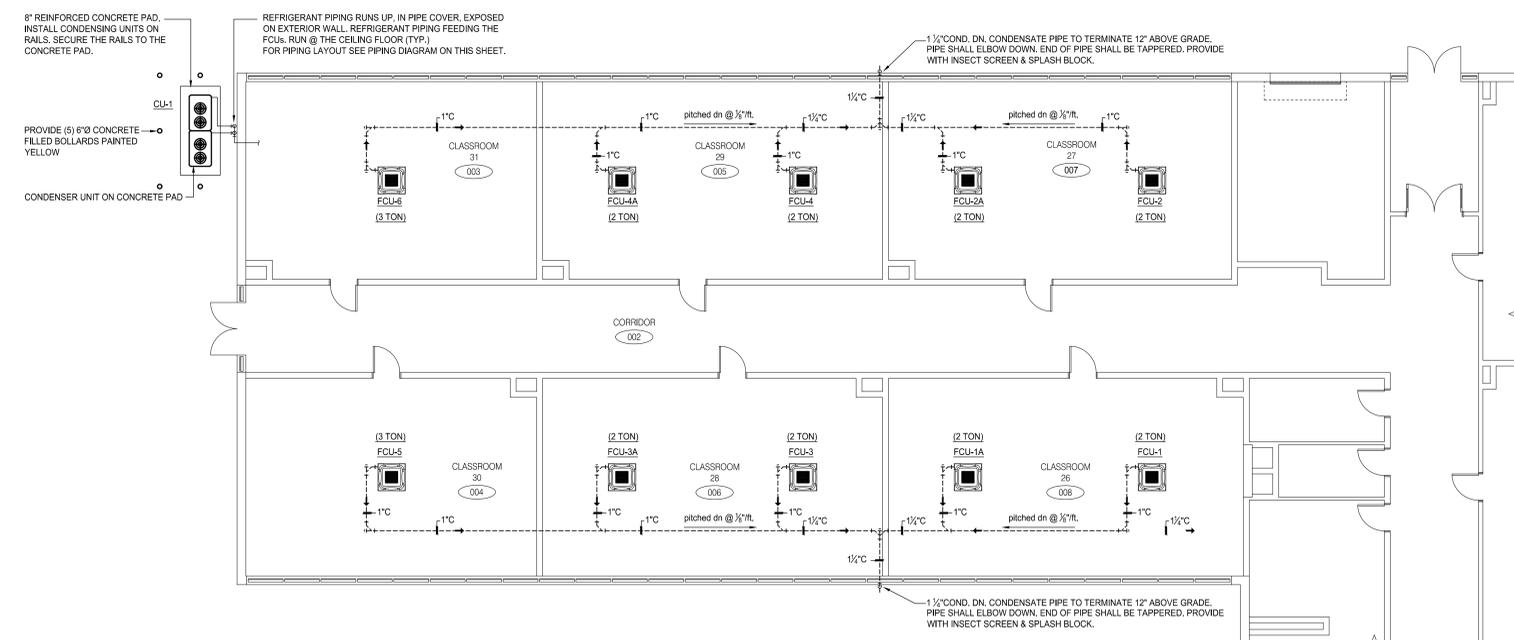 8" REINFORCED CONCRETE PAD,
INSTALL CONDENSING UNITS ON
RAILS. SECURE THE RAILS TO THE
CONCRETE PAD.
REFRIGERANT PIPING RUNS UP, IN PIPE COVER, EXPOSED
ON EXTERIOR WALL. REFRIGERANT PIPING FEEDING THE
FCUs. RUN @ THE CEILING FLOOR (TYP.)
FOR PIPING LAYOUT SEE PIPING DIAGRAM ON THIS SHEET.
1 ¼"COND. DN. CONDENSATE PIPE TO TERMINATE 12" ABOVE GRADE.
PIPE SHALL ELBOW DOWN. END OF PIPE SHALL BE TAPPERED. PROVIDE
WITH INSECT SCREEN & SPLASH BLOCK.
CU-1
PROVIDE (5) 6"Ø CONCRETE
FILLED BOLLARDS PAINTED
YELLOW
CONDENSER UNIT ON CONCRETE PAD
1¼"C
1"C
1"C
pitched dn @ ⅛"/ft.
1¼"C
1¼"C
pitched dn @ ⅛"/ft.
1"C
CLASSROOM
31
003
CLASSROOM
29
005
CLASSROOM
27
007
1"C
1"C
1"C
1"C
1"C
FCU-6
(3 TON)
FCU-4A
(2 TON)
FCU-4
(2 TON)
FCU-2A
(2 TON)
FCU-2
(2 TON)
CORRIDOR
002
(3 TON)
FCU-5
(2 TON)
FCU-3A
(2 TON)
FCU-3
(2 TON)
FCU-1A
(2 TON)
FCU-1
CLASSROOM
30
004
CLASSROOM
28
006
CLASSROOM
26
008
1"C
1"C
1"C
1"C
1"C
1"C
1"C
pitched dn @ ⅛"/ft.
1¼"C
1¼"C
pitched dn @ ⅛"/ft.
1"C
1¼"C
1¼"C
1 ¼"COND. DN. CONDENSATE PIPE TO TERMINATE 12" ABOVE GRADE.
PIPE SHALL ELBOW DOWN. END OF PIPE SHALL BE TAPPERED. PROVIDE
WITH INSECT SCREEN & SPLASH BLOCK.